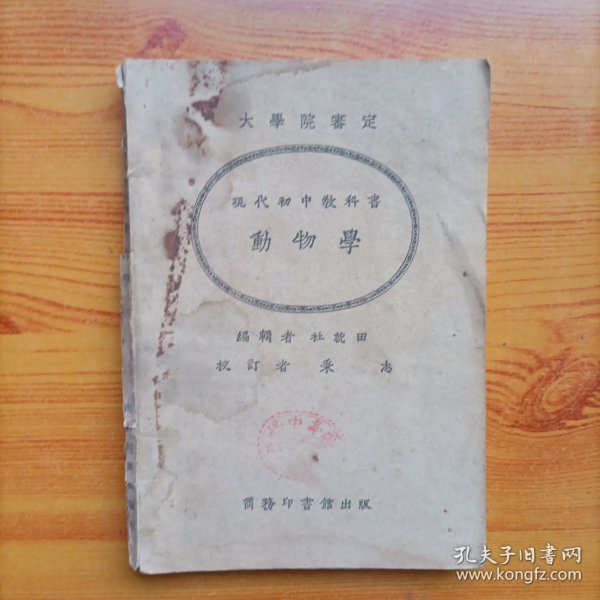 大學院審定
現代初中教科書
動物學
編輯者 杜就田
校訂者 秉志
商務印書館出版
孔夫子旧书网
www.kongfz.com